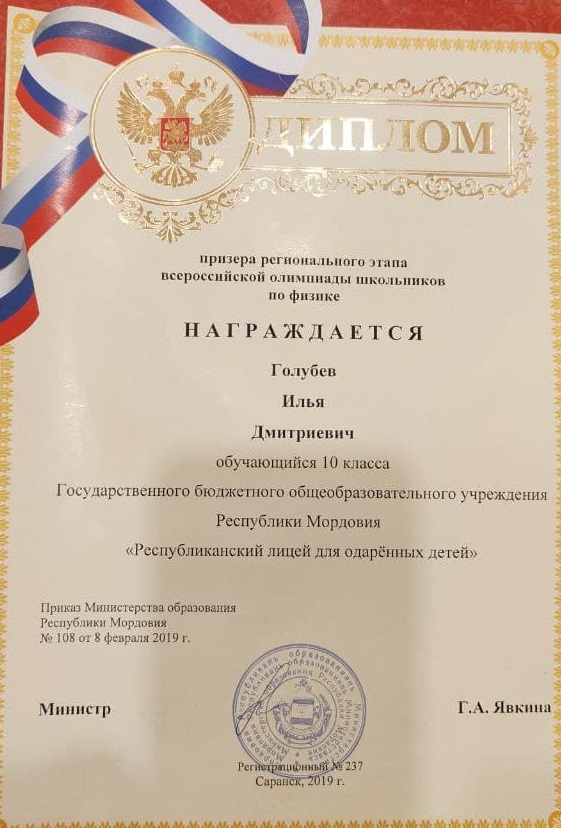 ДИПЛОМ
призера регионального этапа
всероссийской олимпиады школьников
по физике
НАГРАЖДАЕТСЯ
Голубев
Илья
Дмитриевич
обучающийся 10 класса
Государственного бюджетного общеобразовательного учреждения
Республики Мордовия
«Республиканский лицей для одарённых детей»
Приказ Министерства образования
Республики Мордовия
№ 108 от 8 февраля 2019 г.
Министр
Г.А. Явкина
Регистрационный № 237
Саранск, 2019 г.